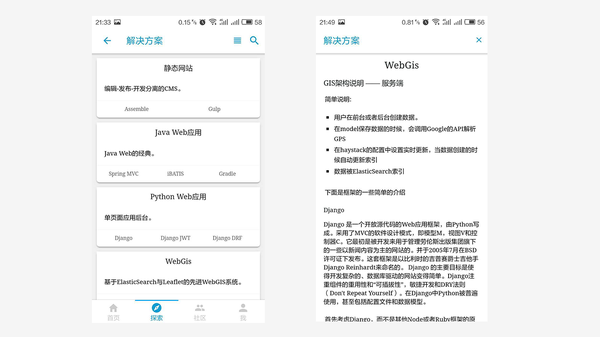 21:33
0.15 58
解决方案
静态网站
编辑-发布-开发分离的CMS。
Assemble Gulp
Java Web应用
Java Web的经典。
Spring MVC iBATIS Gradle
Python Web应用
单页面应用后台。
Django Django JWT Django DRF
WebGis
基于ElasticSearch与Leaflet的先进WebGIS系统。
首页 探索 社区 我
21:49
0.81 56
解决方案
WebGis
GIS架构说明 —— 服务端
简单说明:
用户在前台或者后台创建数据。
在model保存数据的时候，会调用Google的API解析
GPS
在haystack的配置中设置实时更新，当数据创建的时
候自动更新索引
数据被ElasticSearch索引
下面是框架的一些简单的介绍
Django
Django 是一个开放源代码的Web应用框架，由Python写
成。采用了MVC的软件设计模式，即模型M，视图V和控
制器C。它最初是被开发来用于管理劳伦斯出版集团旗下
的一些以新闻内容为主的网站的。并于2005年7月在BSD
许可证下发布。这套框架是以比利时的吉普赛爵士吉他手
Django Reinhardt来命名的。 Django 的主要目标是使
得开发复杂的、数据库驱动的网站变得简单。Django注
重组件的重用性和“可插拔性”，敏捷开发和DRY法则
（Don't Repeat Yourself）。在Django中Python被普遍
使用，甚至包括配置文件和数据模型。
首先考虑Django，而不是其他Node或者Ruby框架的原